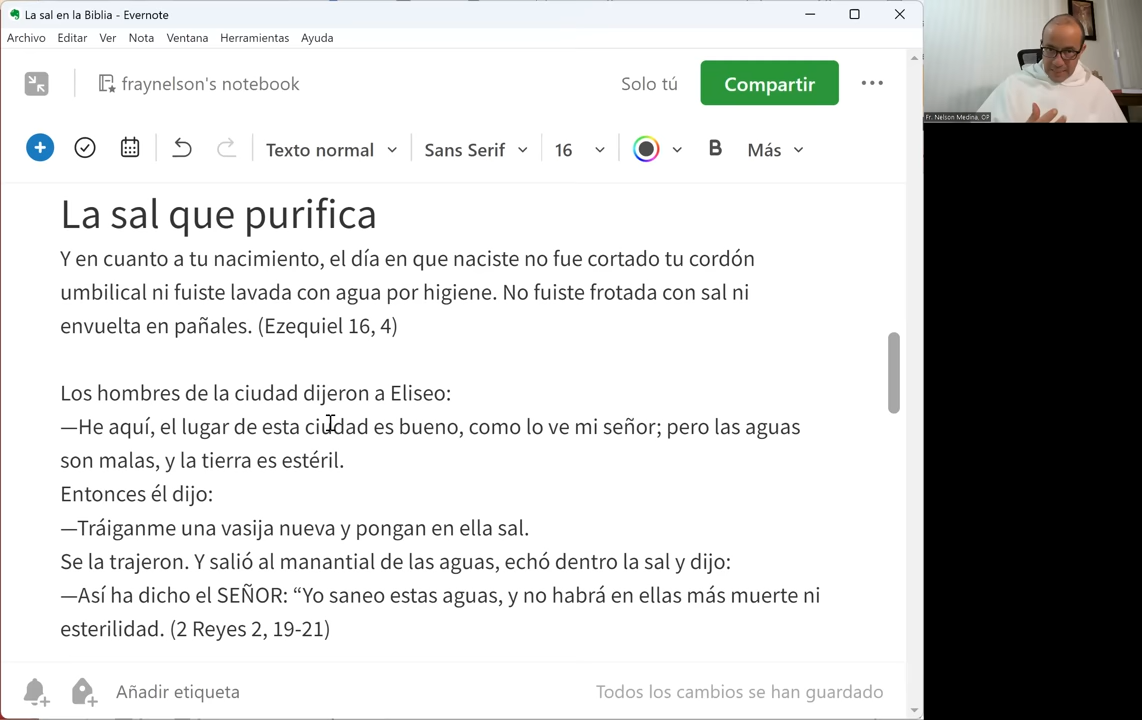 La sal en la Biblia - Evernote
Archivo Editar Ver Nota Ventana Herramientas Ayuda
fraynelson's notebook Solo tú Compartir
Texto normal Sans Serif 16 B Más
La sal que purifica
Y en cuanto a tu nacimiento, el día en que naciste no fue cortado tu cordón
umbilical ni fuiste lavada con agua por higiene. No fuiste frotada con sal ni
envuelta en pañales. (Ezequiel 16, 4)
Los hombres de la ciudad dijeron a Eliseo:
—He aquí, el lugar de esta ciudad es bueno, como lo ve mi señor; pero las aguas
son malas, y la tierra es estéril.
Entonces él dijo:
—Tráiganme una vasija nueva y pongan en ella sal.
Se la trajeron. Y salió al manantial de las aguas, echó dentro la sal y dijo:
—Así ha dicho el SEÑOR: “Yo saneo estas aguas, y no habrá en ellas más muerte ni
esterilidad. (2 Reyes 2, 19-21)
Añadir etiqueta Todos los cambios se han guardado
Fr. Nelson Medina, OP